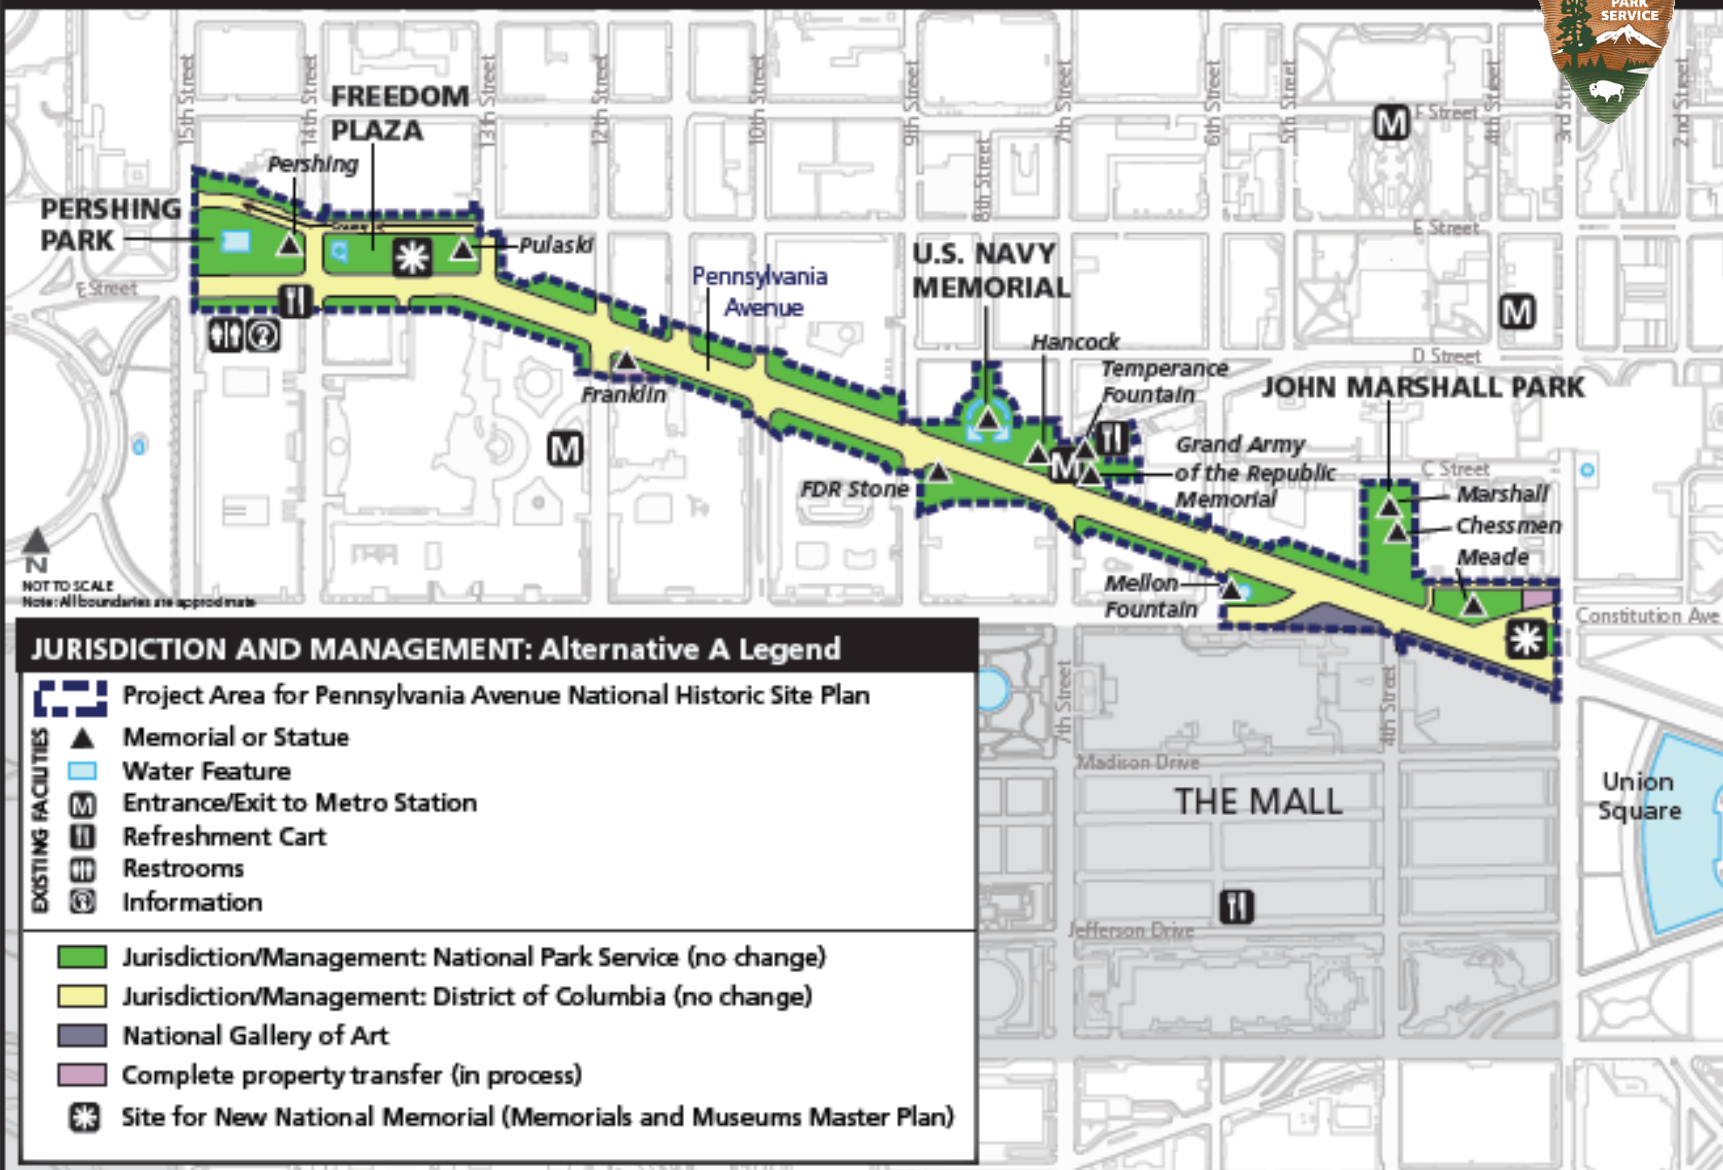 PARK
SERVICE
15th Street
14th Street
13th Street
12th Street
10th Street
9th Street
8th Street
7th Street
6th Street
5th Street
4th Street
3rd Street
2nd Street
FREEDOM
PLAZA
Pershing
F Street
PERSHING
PARK
Pulaski
E Street
E Street
U.S. NAVY
MEMORIAL
Pennsylvania
Avenue
M
M
Hancock
D Street
Temperance
Fountain
JOHN MARSHALL PARK
Franklin
M
M
Grand Army
of the Republic
Memorial
C Street
FDR Stone
Marshall
Chessmen
Meade
N
NOT TO SCALE
Note: All boundaries are approximate
Mellon
Fountain
Constitution Ave
JURISDICTION AND MANAGEMENT: Alternative A Legend
Project Area for Pennsylvania Avenue National Historic Site Plan
EXISTING FACILITIES
Memorial or Statue
Water Feature
M Entrance/Exit to Metro Station
Refreshment Cart
Restrooms
? Information
Jurisdiction/Management: National Park Service (no change)
Jurisdiction/Management: District of Columbia (no change)
National Gallery of Art
Complete property transfer (in process)
Site for New National Memorial (Memorials and Museums Master Plan)
7th Street
4th Street
Madison Drive
THE MALL
Union
Square
Jefferson Drive